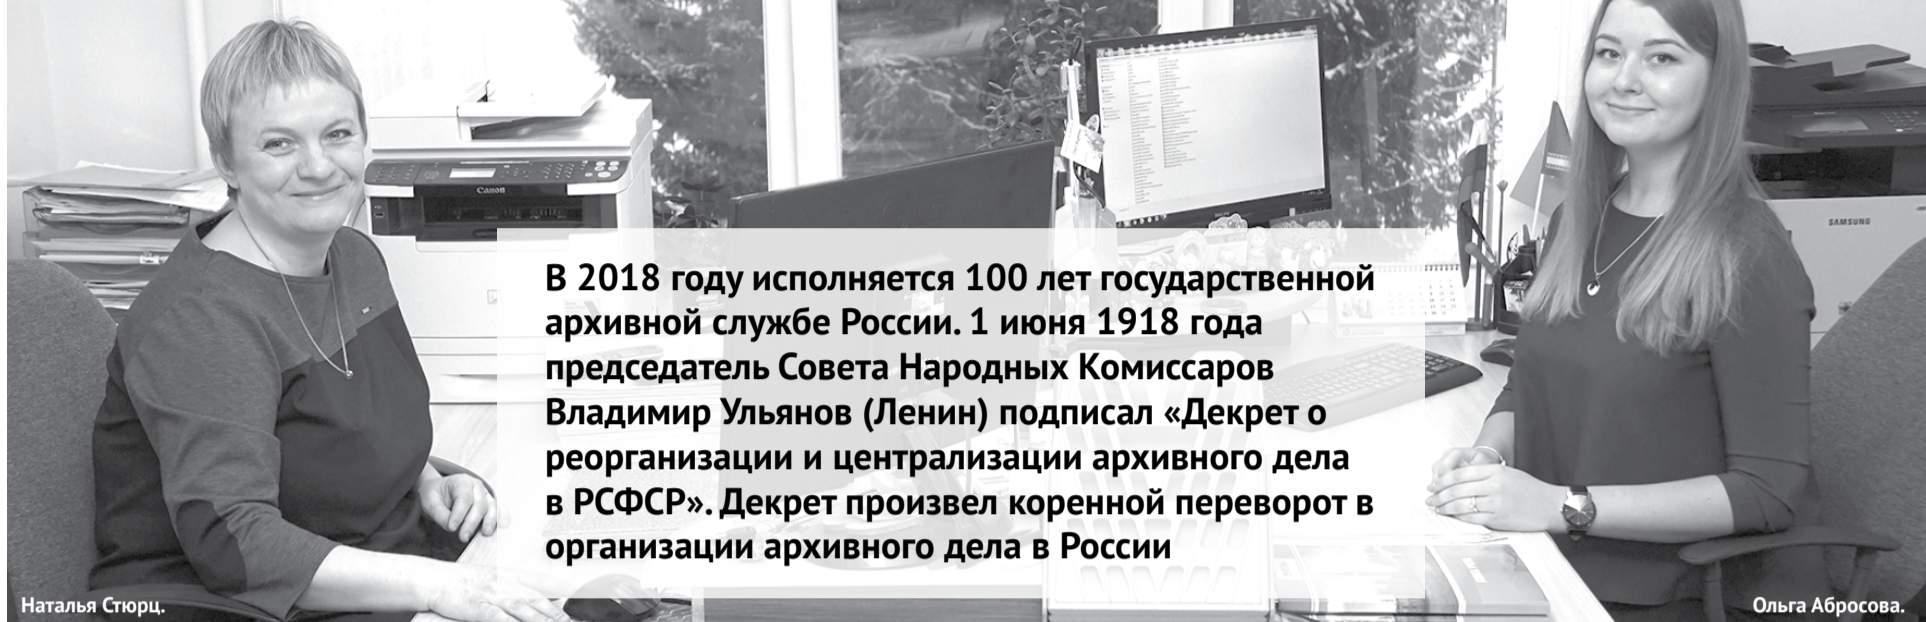 Canon
SAMSUNG
В 2018 году исполняется 100 лет государственной
архивной службе России. 1 июня 1918 года
председатель Совета Народных Комиссаров
Владимир Ульянов (Ленин) подписал «Декрет о
реорганизации и централизации архивного дела
в РСФСР». Декрет произвел коренной переворот в
организации архивного дела в России
Наталья Стюрц.
Ольга Абросова.